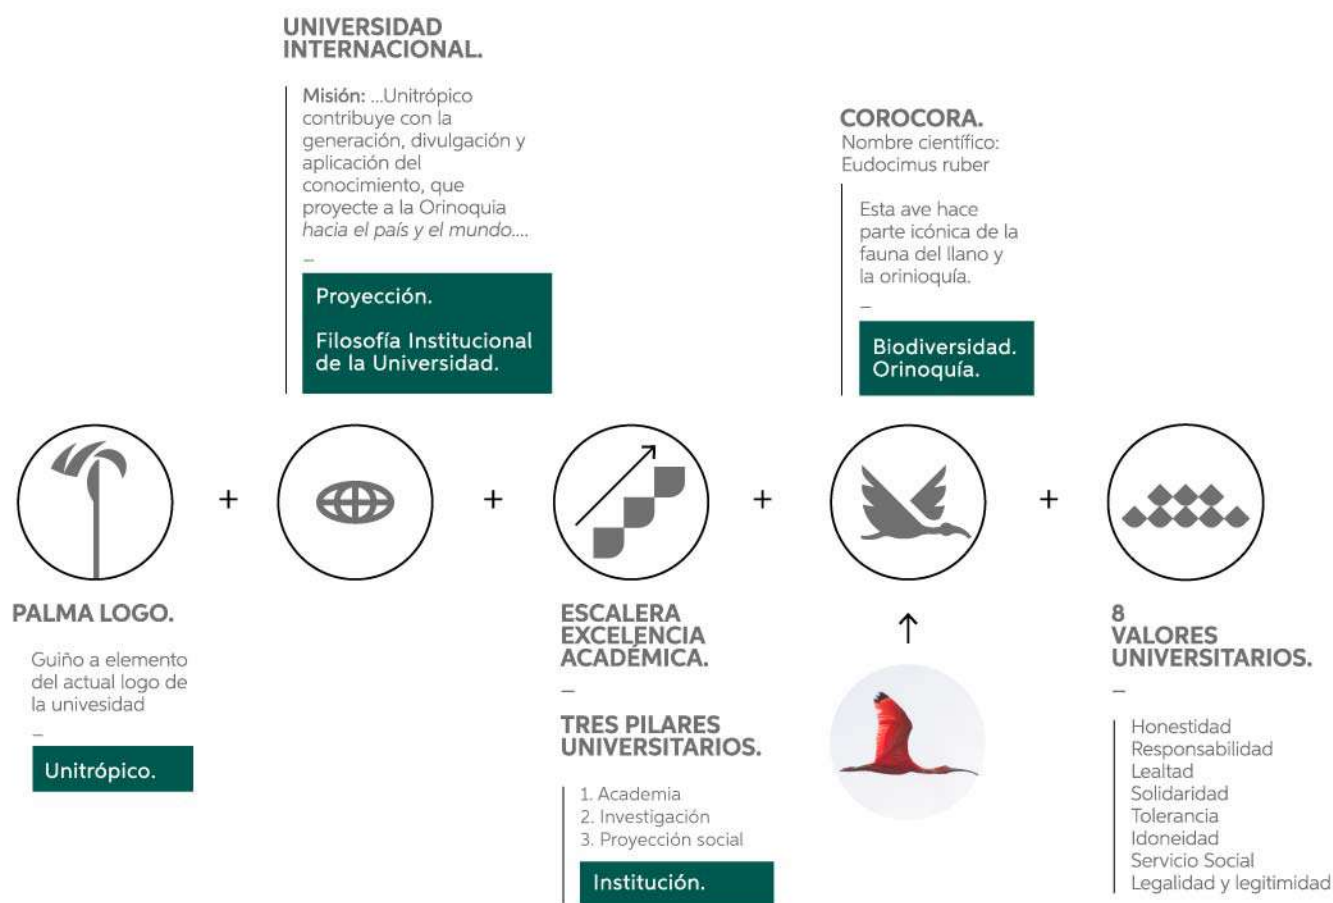 UNIVERSIDAD
INTERNACIONAL.
Misión: ...Unitrópico
contribuye con la
generación, divulgación y
aplicación del
conocimiento, que
proyecte a la Orinoquia
hacia el país y el mundo....
–
Proyección.
Filosofía Institucional
de la Universidad.
COROCORA.
Nombre científico:
Eudocimus ruber
Esta ave hace
parte icónica de la
fauna del llano y
la orinioquía.
–
Biodiversidad.
Orinoquía.
+
+
+
+
PALMA LOGO.
Guiño a elemento
del actual logo de
la univesidad
–
Unitrópico.
ESCALERA
EXCELENCIA
ACADÉMICA.
–
TRES PILARES
UNIVERSITARIOS.
1. Academia
2. Investigación
3. Proyección social
Institución.
8
VALORES
UNIVERSITARIOS.
–
Honestidad
Responsabilidad
Lealtad
Solidaridad
Tolerancia
Idoneidad
Servicio Social
Legalidad y legitimidad